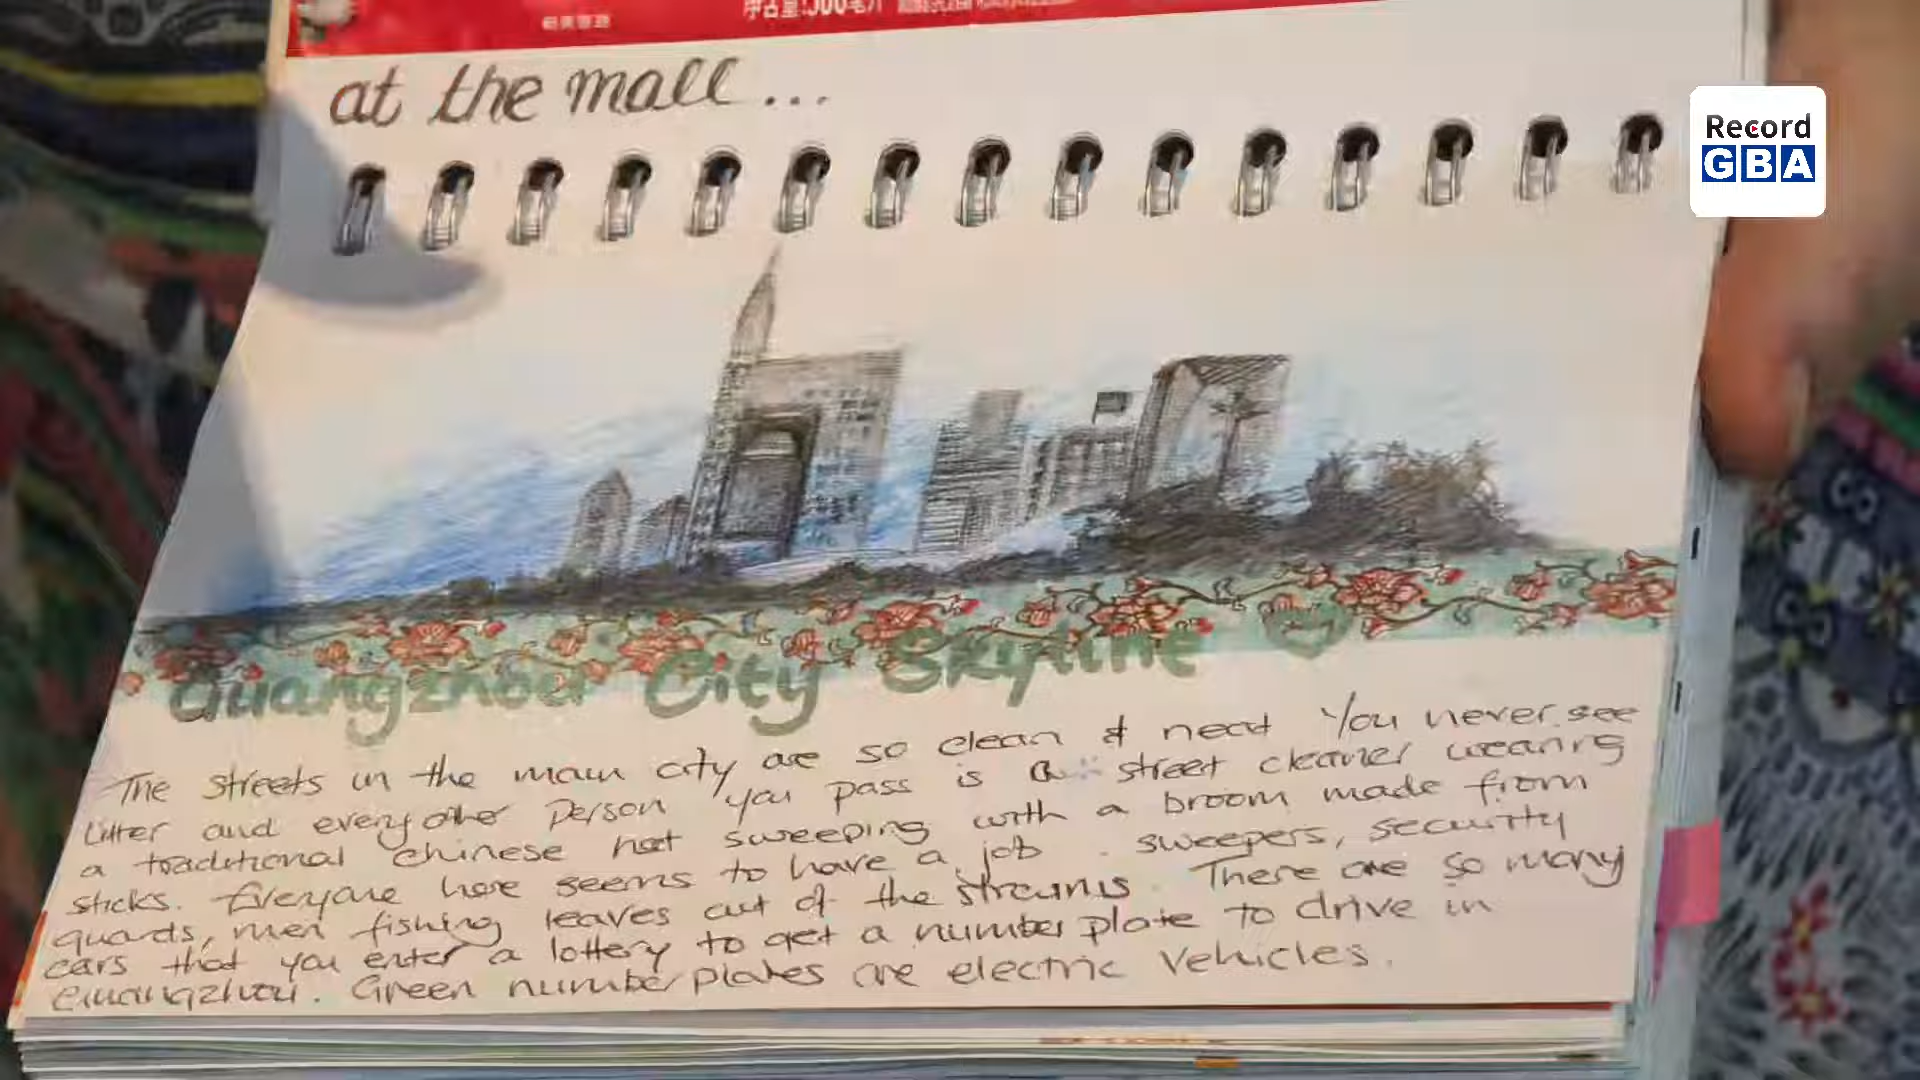 at the mall...
Record
GBA
Guangzhou City Skyline
The streets in the main city are so clean & neat You never see
litter and every other person you pass is a street cleaner wearing
a traditional chinese hat sweeping with a broom made from
sticks. Everyone here seems to have a job. sweepers, security
guards, men fishing leaves out of the streams. There are so many
cars that you enter a lottery to get a number plate to drive in
Guangzhou. Green number plates are electric vehicles.